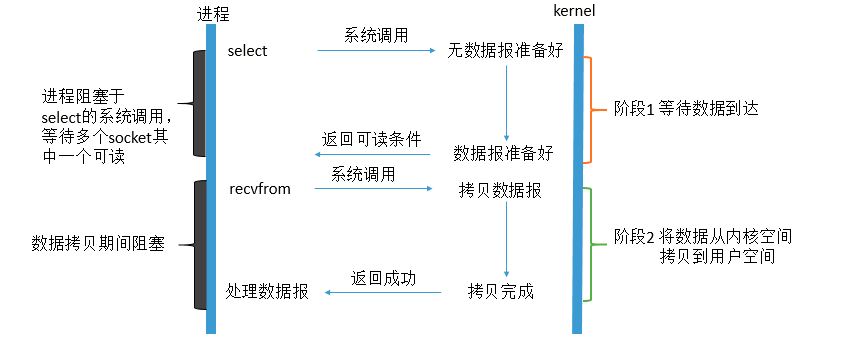 进程
kernel
select
系统调用
无数据报准备好
进程阻塞于
select的系统调用，
等待多个socket其
中一个可读
阶段1 等待数据到达
返回可读条件
数据报准备好
recvfrom
系统调用
拷贝数据报
数据拷贝期间阻塞
阶段2 将数据从内核空间
拷贝到用户空间
处理数据报
返回成功
拷贝完成